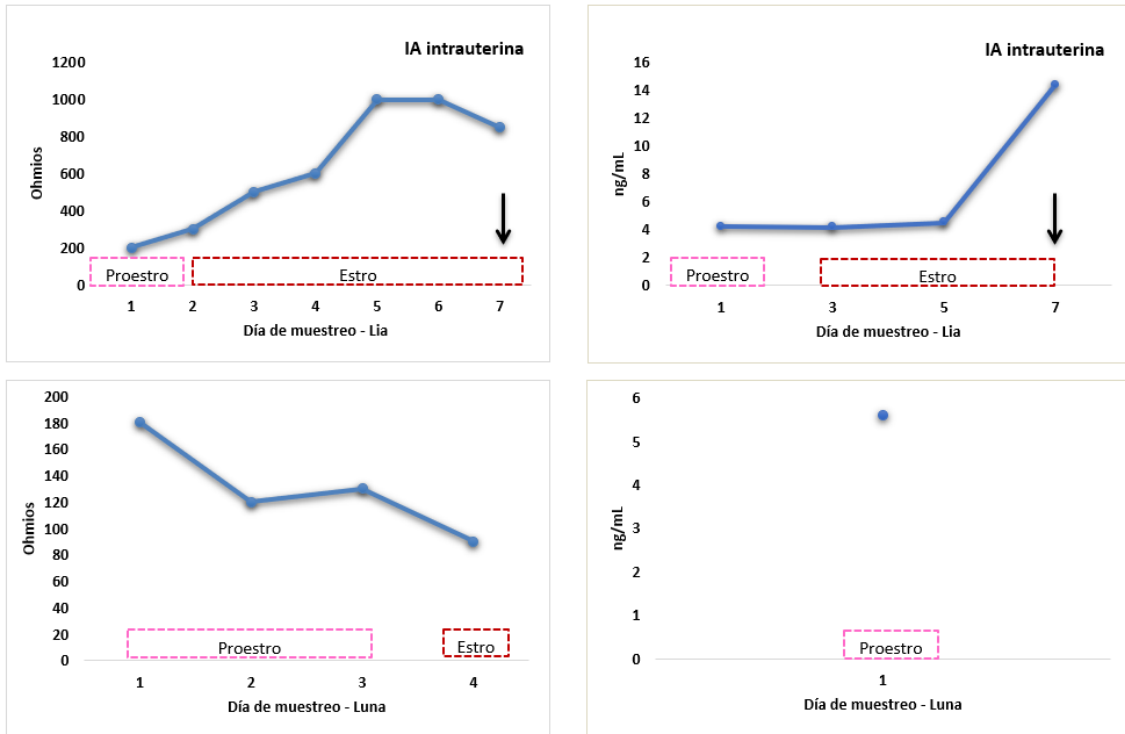 IA intrauterina
Ohmios
1200
1000
800
600
400
200
0
Proestro
Estro
1 2 3 4 5 6 7
Día de muestreo - Lia
IA intrauterina
ng/mL
16
14
12
10
8
6
4
2
0
Proestro
Estro
1 3 5 7
Día de muestreo - Lia
Ohmios
200
180
160
140
120
100
80
60
40
20
0
Proestro
Estro
1 2 3 4
Día de muestreo - Luna
ng/mL
6
5
4
3
2
1
0
Proestro
1
Día de muestreo - Luna